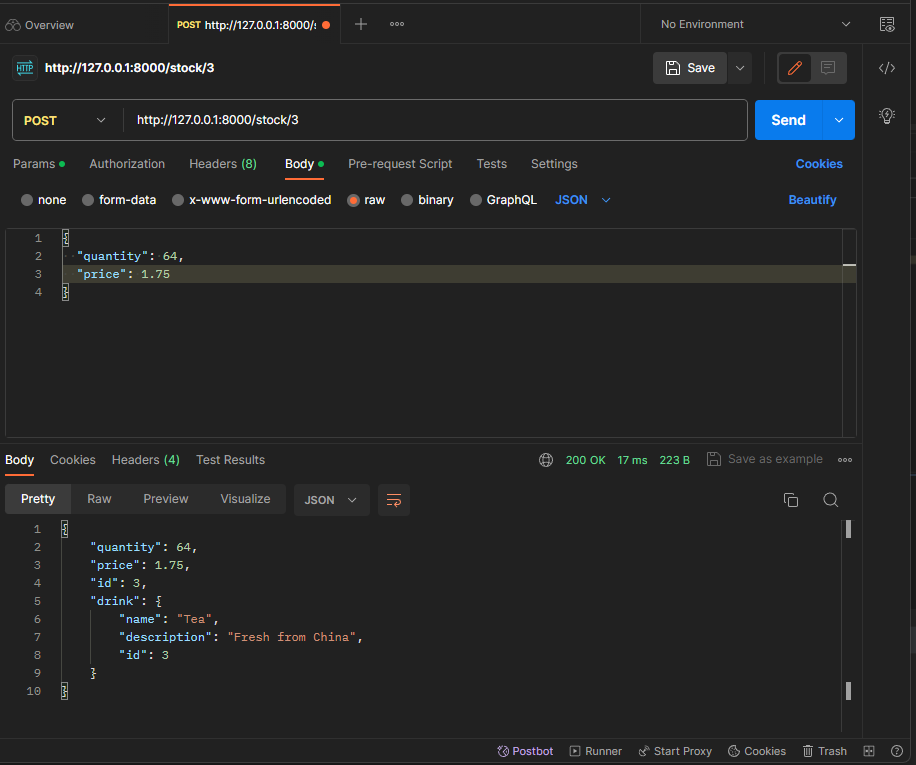 Overview
POST http://127.0.0.1:8000/s
No Environment
HTTP http://127.0.0.1:8000/stock/3
Save
POST http://127.0.0.1:8000/stock/3
Send
Params Authorization Headers (8) Body Pre-request Script Tests Settings Cookies
none form-data x-www-form-urlencoded raw binary GraphQL JSON Beautify
1 {
2 "quantity": 64,
3 "price": 1.75
4 }
Body Cookies Headers (4) Test Results 200 OK 17 ms 223 B Save as example
Pretty Raw Preview Visualize JSON
1 {
2 "quantity": 64,
3 "price": 1.75,
4 "id": 3,
5 "drink": {
6 "name": "Tea",
7 "description": "Fresh from China",
8 "id": 3
9 }
10 }
Postbot Runner Start Proxy Cookies Trash